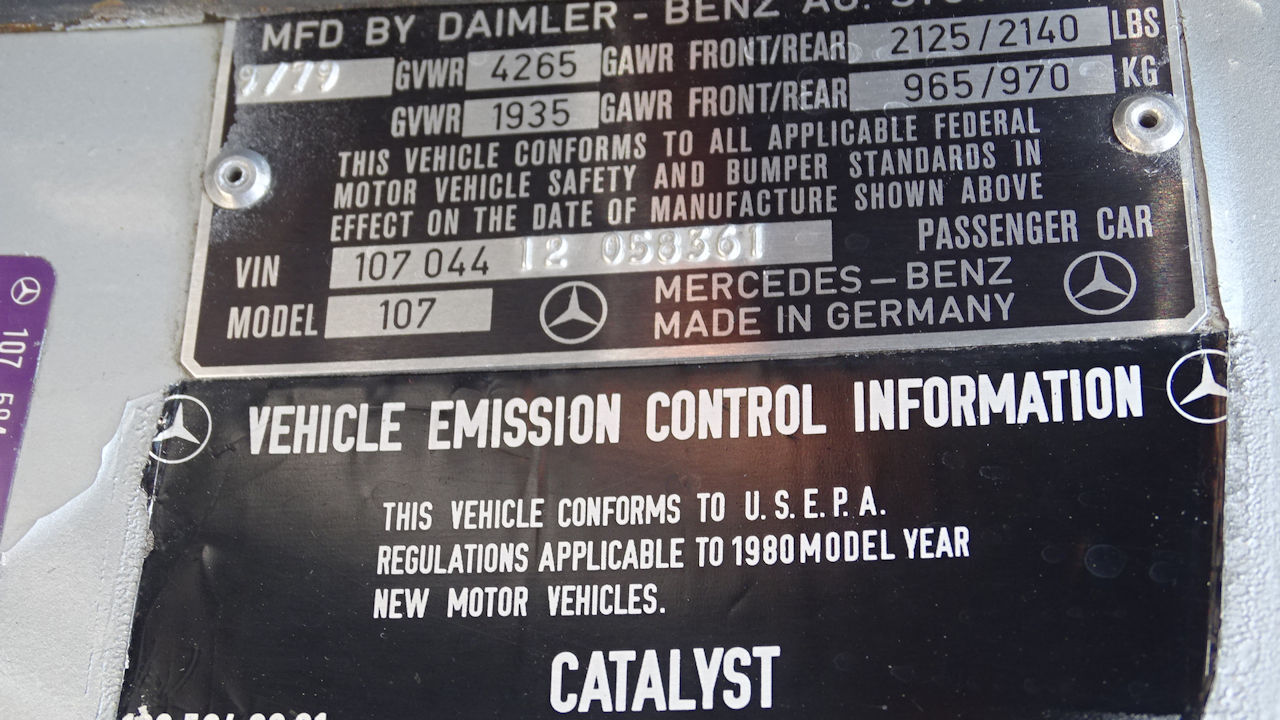 MFD BY DAIMLER - BENZ AG.
9/79 GVWR 4265 GAWR FRONT/REAR 2125/2140 LBS
GVWR 1935 GAWR FRONT/REAR 965/970 KG
THIS VEHICLE CONFORMS TO ALL APPLICABLE FEDERAL
MOTOR VEHICLE SAFETY AND BUMPER STANDARDS IN
EFFECT ON THE DATE OF MANUFACTURE SHOWN ABOVE
VIN 107 044 12 058361 PASSENGER CAR
MODEL 107 MERCEDES-BENZ
MADE IN GERMANY
107
VEHICLE EMISSION CONTROL INFORMATION
THIS VEHICLE CONFORMS TO U.S.E.P.A.
REGULATIONS APPLICABLE TO 1980 MODEL YEAR
NEW MOTOR VEHICLES.
CATALYST